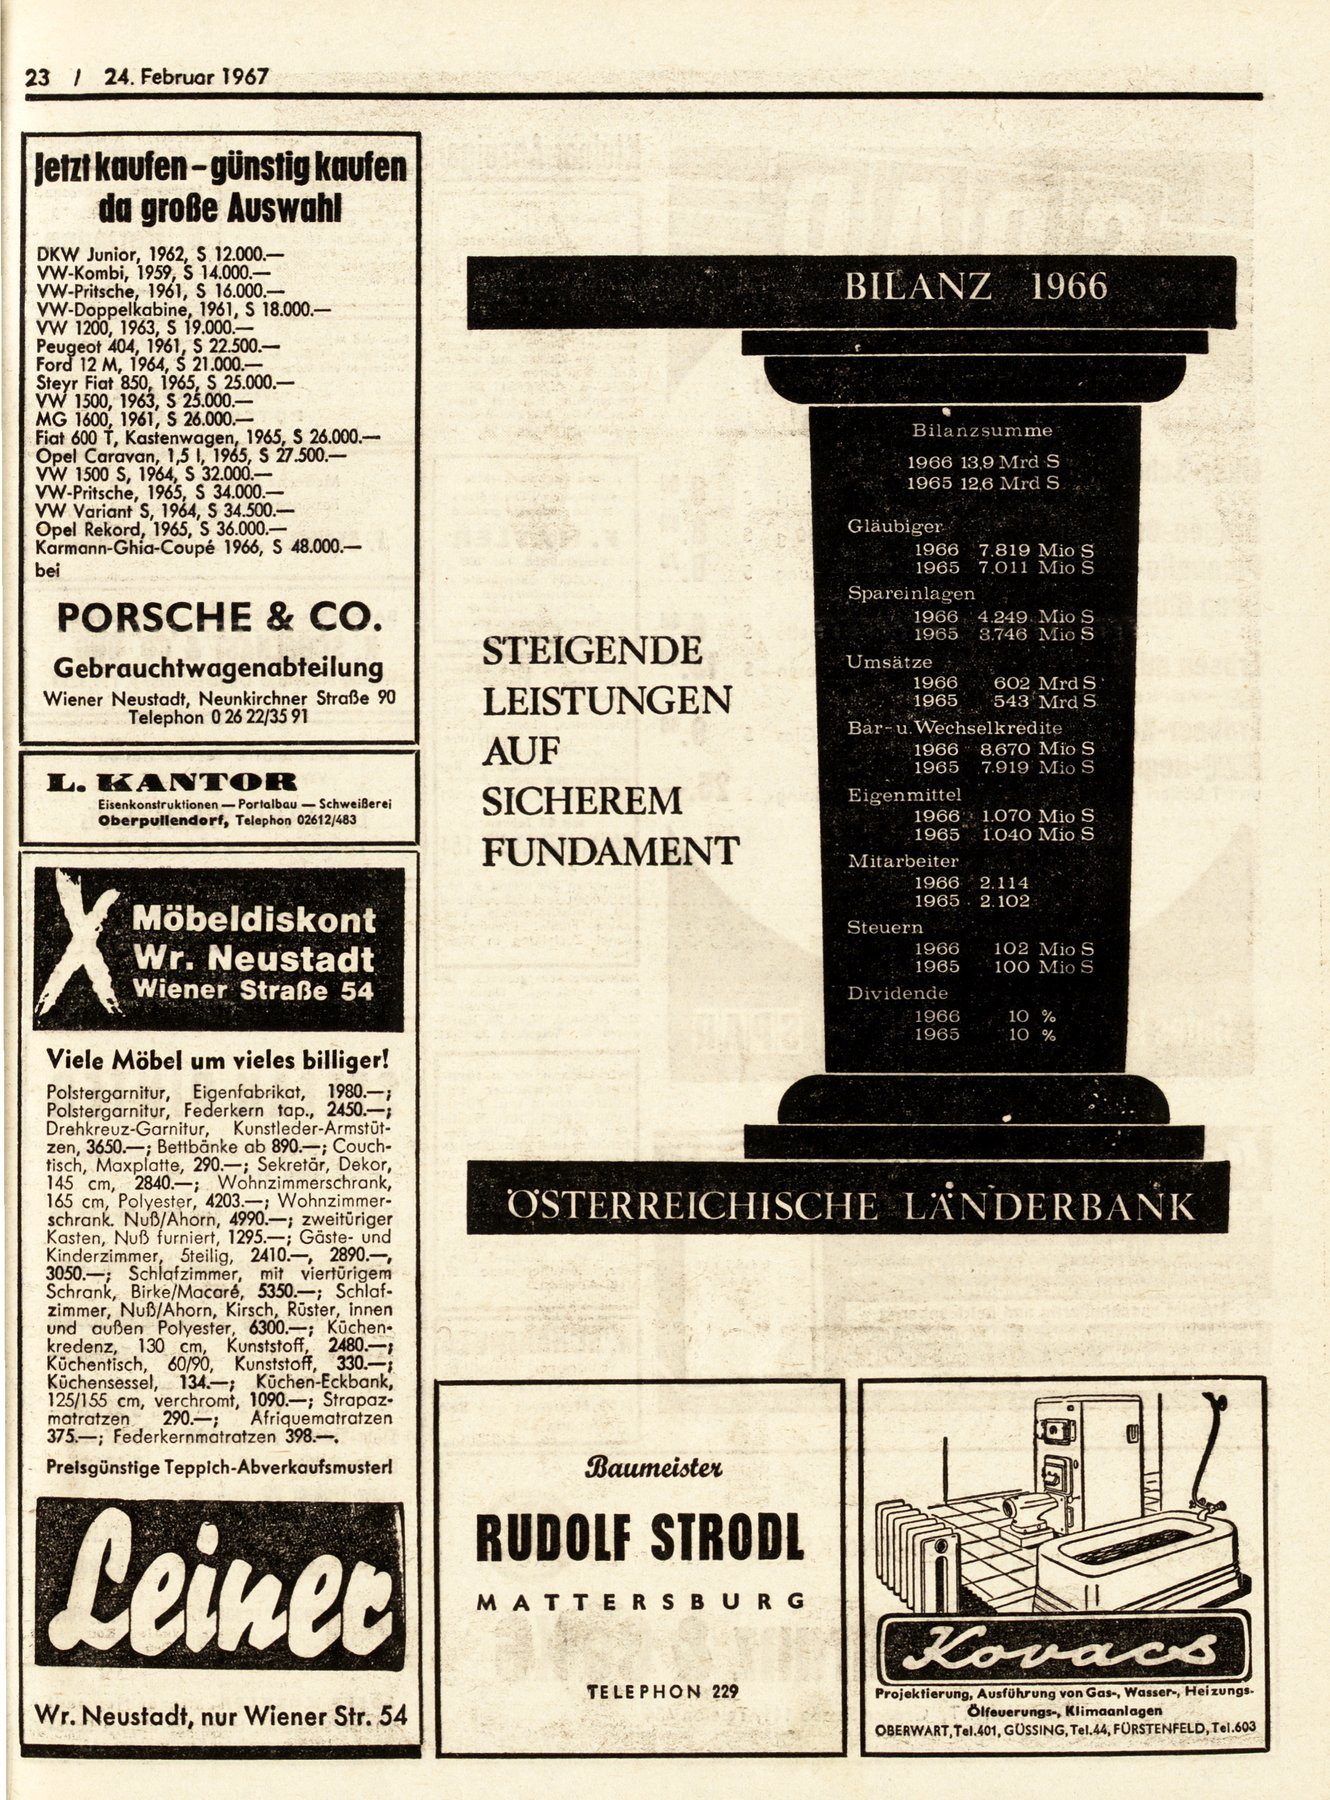 23 / 24. Februar 1967
Jetzt kaufen – günstig kaufen
da große Auswahl
DKW Junior, 1962, S 12.000.—
VW-Kombi, 1959, S 14.000.—
VW-Pritsche, 1961, S 16.000.—
VW-Doppelkabine, 1961, S 18.000.—
VW 1200, 1963, S 19.000.—
Peugeot 404, 1961, S 22.500.—
Ford 12 M, 1964, S 21.000.—
Steyr Fiat 850, 1965, S 25.000.—
VW 1500, 1963, S 25.000.—
MG 1600, 1961, S 26.000.—
Fiat 600 T, Kastenwagen, 1965, S 26.000.—
Opel Caravan, 1,5 l, 1965, S 27.500.—
VW 1500 S, 1964, S 32.000.—
VW-Pritsche, 1965, S 34.000.—
VW Variant S, 1964, S 34.500.—
Opel Rekord, 1965, S 36.000.—
Karmann-Ghia-Coupé 1966, S 48.000.—
bei
PORSCHE & CO.
Gebrauchtwagenabteilung
Wiener Neustadt, Neunkirchner Straße 90
Telephon 0 26 22/35 91
L. KANTOR
Eisenkonstruktionen — Portalbau — Schweißerei
Oberpullendorf, Telephon 02612/483
X Möbeldiskont
Wr. Neustadt
Wiener Straße 54
Viele Möbel um vieles billiger!
Polstergarnitur, Eigenfabrikat, 1980.—;
Polstergarnitur, Federkern tap., 2450.—;
Drehkreuz-Garnitur, Kunstleder-Armstüt-
zen, 3650.—; Bettbänke ab 890.—; Couch-
tisch, Maxplatte, 290.—; Sekretär, Dekor,
145 cm, 2840.—; Wohnzimmerschrank,
165 cm, Polyester, 4203.—; Wohnzimmer-
schrank. Nuß/Ahorn, 4990.—; zweitüriger
Kasten, Nuß furniert, 1295.—; Gäste- und
Kinderzimmer, 5teilig, 2410.—, 2890.—,
3050.—; Schlafzimmer, mit viertürigem
Schrank, Birke/Macaré, 5350.—; Schlaf-
zimmer, Nuß/Ahorn, Kirsch, Rüster, innen
und außen Polyester, 6300.—; Küchen-
kredenz, 130 cm, Kunststoff, 2480.—;
Küchentisch, 60/90, Kunststoff, 330.—;
Küchensessel, 134.—; Küchen-Eckbank,
125/155 cm, verchromt, 1090.—; Strapaz-
matratzen 290.—; Afriquematratzen
375.—; Federkernmatratzen 398.—.
Preisgünstige Teppich-Abverkaufsmuster!
Leiner
Wr. Neustadt, nur Wiener Str. 54
BILANZ 1966
STEIGENDE
LEISTUNGEN
AUF
SICHEREM
FUNDAMENT
Bilanzsumme
1966 13,9 Mrd S
1965 12,6 Mrd S
Gläubiger
1966 7.819 Mio S
1965 7.011 Mio S
Spareinlagen
1966 4.249 Mio S
1965 3.746 Mio S
Umsätze
1966 602 Mrd S
1965 543 Mrd S
Bar- u. Wechselkredite
1966 8.670 Mio S
1965 7.919 Mio S
Eigenmittel
1966 1.070 Mio S
1965 1.040 Mio S
Mitarbeiter
1966 2.114
1965 2.102
Steuern
1966 102 Mio S
1965 100 Mio S
Dividende
1966 10 %
1965 10 %
ÖSTERREICHISCHE LÄNDERBANK
Baumeister
RUDOLF STRODL
MATTERSBURG
TELEPHON 229
Kovacs
Projektierung, Ausführung von Gas-, Wasser-, Heizungs-
Ölfeuerungs-, Klimaanlagen
OBERWART, Tel. 401, GÜSSING, Tel. 44, FÜRSTENFELD, Tel. 603